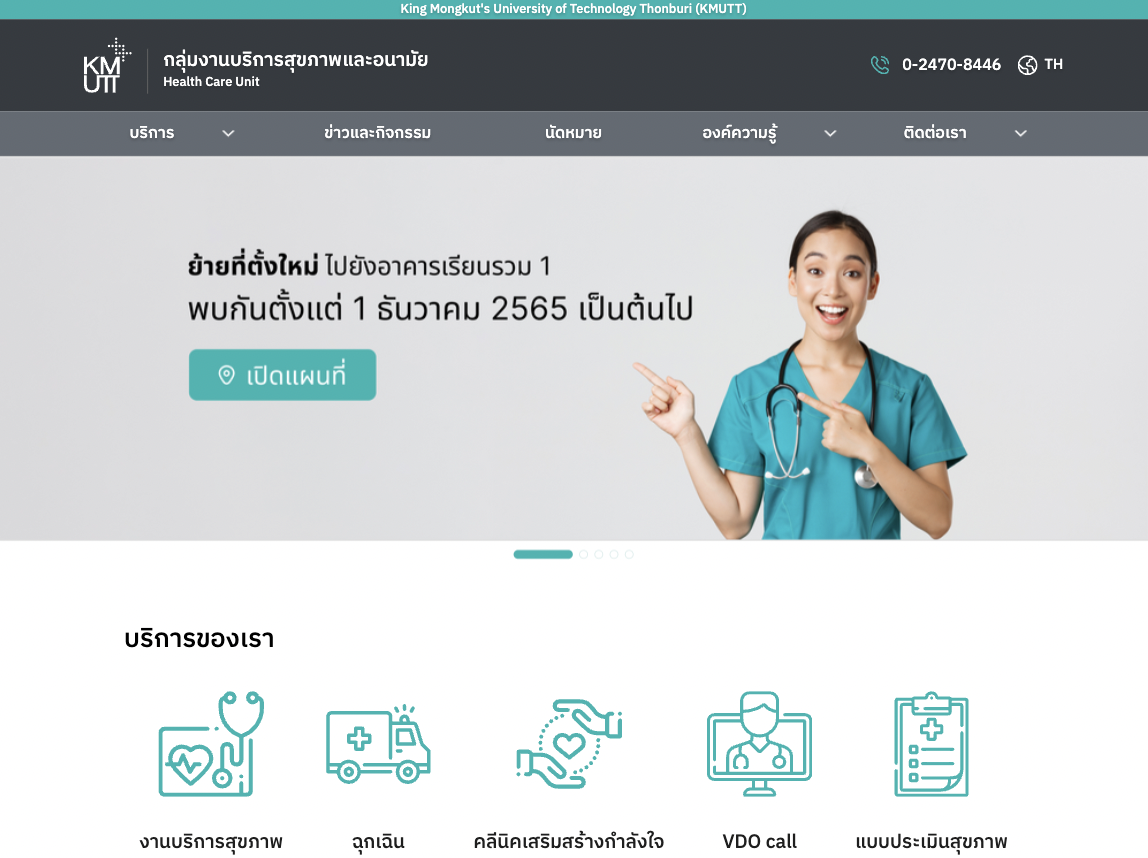 King Mongkut's University of Technology Thonburi (KMUTT)
KM
UTT
กลุ่มงานบริการสุขภาพและอนามัย
Health Care Unit
0-2470-8446
TH
บริการ
ข่าวและกิจกรรม
นัดหมาย
องค์ความรู้
ติดต่อเรา
ย้ายที่ตั้งใหม่ ไปยังอาคารเรียนรวม 1
พบกันตั้งแต่ 1 ธันวาคม 2565 เป็นต้นไป
เปิดแผนที่
บริการของเรา
งานบริการสุขภาพ
ฉุกเฉิน
คลีนิคเสริมสร้างกำลังใจ
VDO call
แบบประเมินสุขภาพ